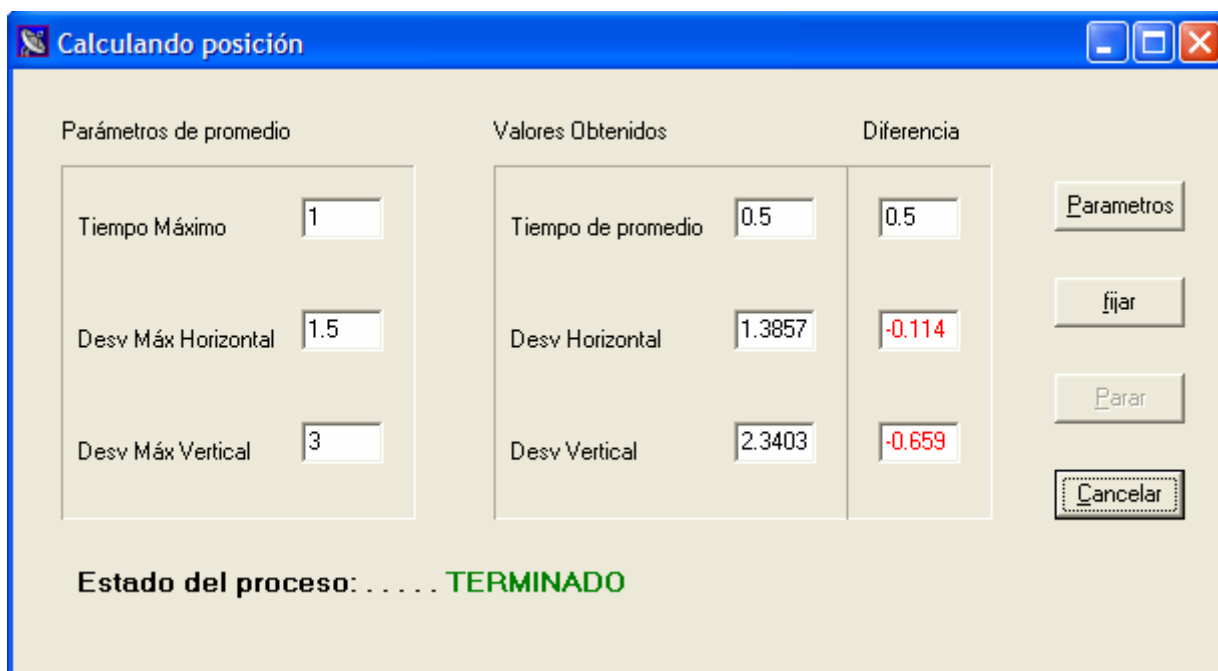 Calculando posición
Parámetros de promedio Valores Obtenidos Diferencia
Tiempo Máximo 1 Tiempo de promedio 0.5 0.5 Parametros
Desv Máx Horizontal 1.5 Desv Horizontal 1.3857 -0.114 fijar
Parar
Desv Máx Vertical 3 Desv Vertical 2.3403 -0.659
Cancelar
Estado del proceso: . . . . . TERMINADO